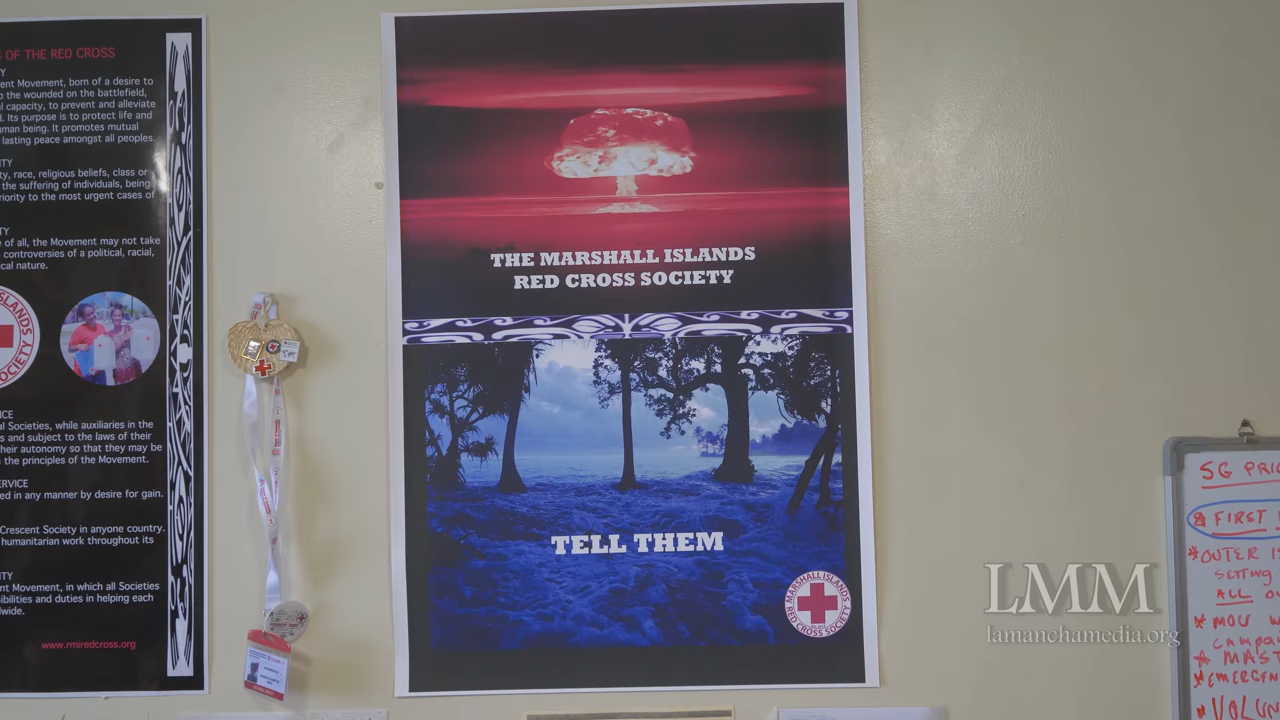 OF THE RED CROSS
ent Movement, born of a desire to
the wounded on the battlefield,
capacity, to prevent and alleviate
Its purpose is to protect life and
uman being. It promotes mutual
lasting peace amongst all peoples.
ty, race, religious beliefs, class or
the suffering of individuals, being
riority to the most urgent cases of
of all, the Movement may not take
controversies of a political, racial,
cal nature.
ISLANDS
SOCIETY
ICE
al Societies, while auxiliaries in the
s and subject to the laws of their
heir autonomy so that they may be
the principles of the Movement.
ERVICE
ed in any manner by desire for gain.
Crescent Society in anyone country.
humanitarian work throughout its
ITY
nt Movement, in which all Societies
sibilities and duties in helping each
dwide.
www.rmiredcross.org
THE MARSHALL ISLANDS
RED CROSS SOCIETY
TELL THEM
MARSHALL ISLANDS
RED CROSS SOCIETY
LMM
lamanchamedia.org
SG PRIO
FIRST
*OUTER IS
SETTING
ALL OU
* MOU W
CAMPAI
* MAST
*EMERGEN
*VOLUN